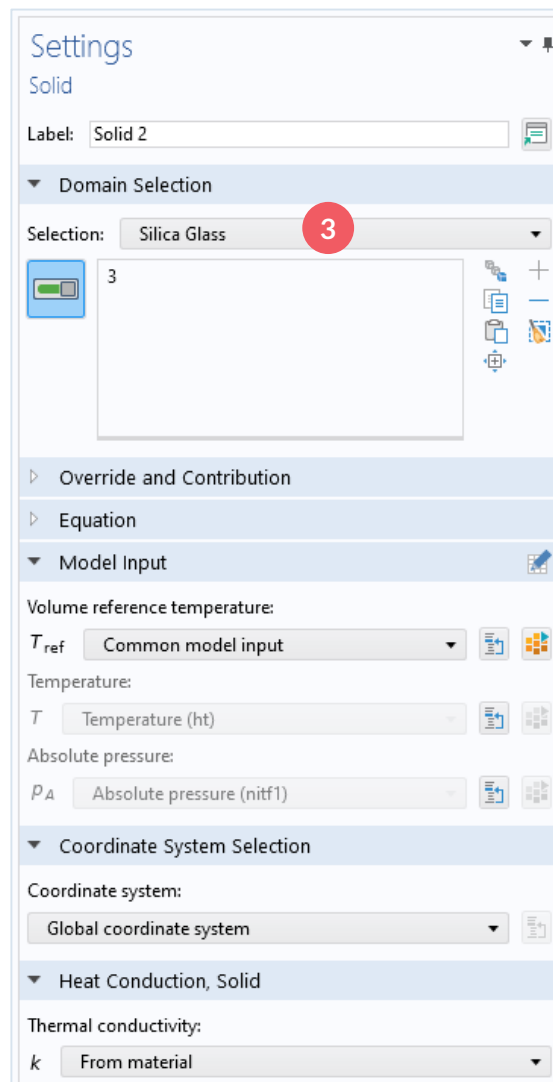 Settings
Solid
Label: Solid 2
Domain Selection
Selection: Silica Glass 3
3
Override and Contribution
Equation
Model Input
Volume reference temperature:
Tref Common model input
Temperature:
T Temperature (ht)
Absolute pressure:
pA Absolute pressure (nitf1)
Coordinate System Selection
Coordinate system:
Global coordinate system
Heat Conduction, Solid
Thermal conductivity:
k From material